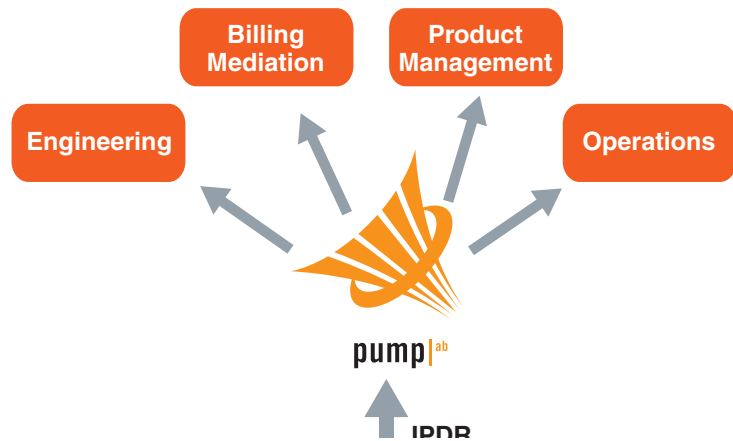 Billing
Mediation
Product
Management
Engineering
Operations
pump|ab
IPDR